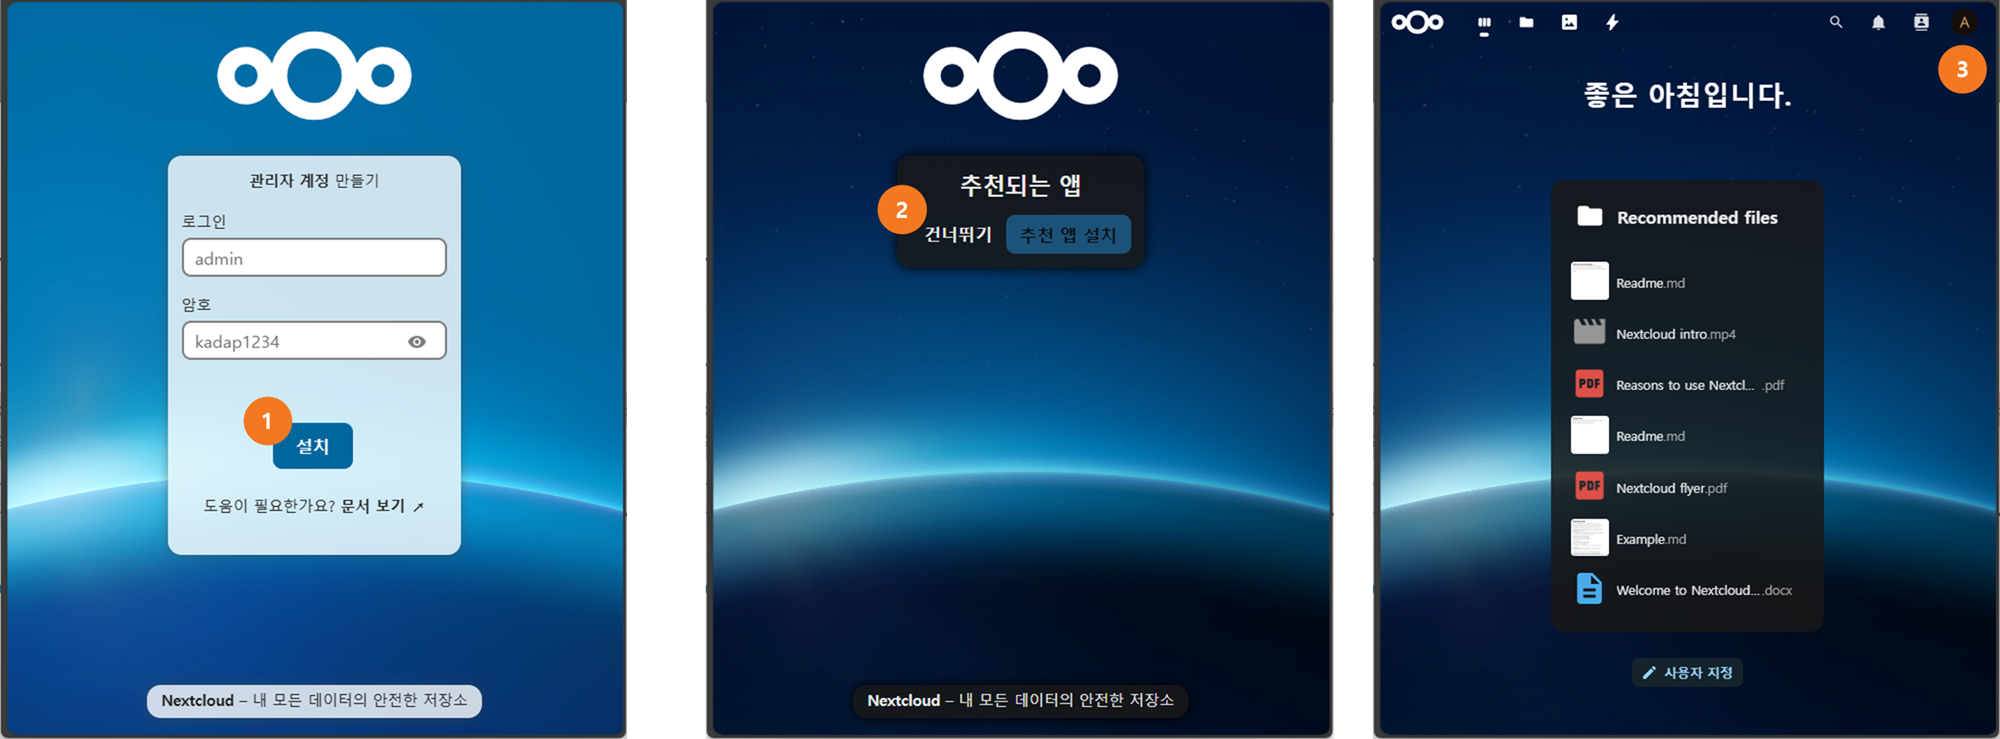 관리자 계정 만들기
로그인
admin
암호
kadap1234
1
설치
도움이 필요한가요? 문서 보기 ↗
Nextcloud – 내 모든 데이터의 안전한 저장소
추천되는 앱
2
건너뛰기 추천 앱 설치
Nextcloud – 내 모든 데이터의 안전한 저장소
A
3
좋은 아침입니다.
Recommended files
Readme.md
Nextcloud intro.mp4
PDF Reasons to use Nextcl... .pdf
Readme.md
PDF Nextcloud flyer.pdf
Example.md
Welcome to Nextcloud... .docx
사용자 지정